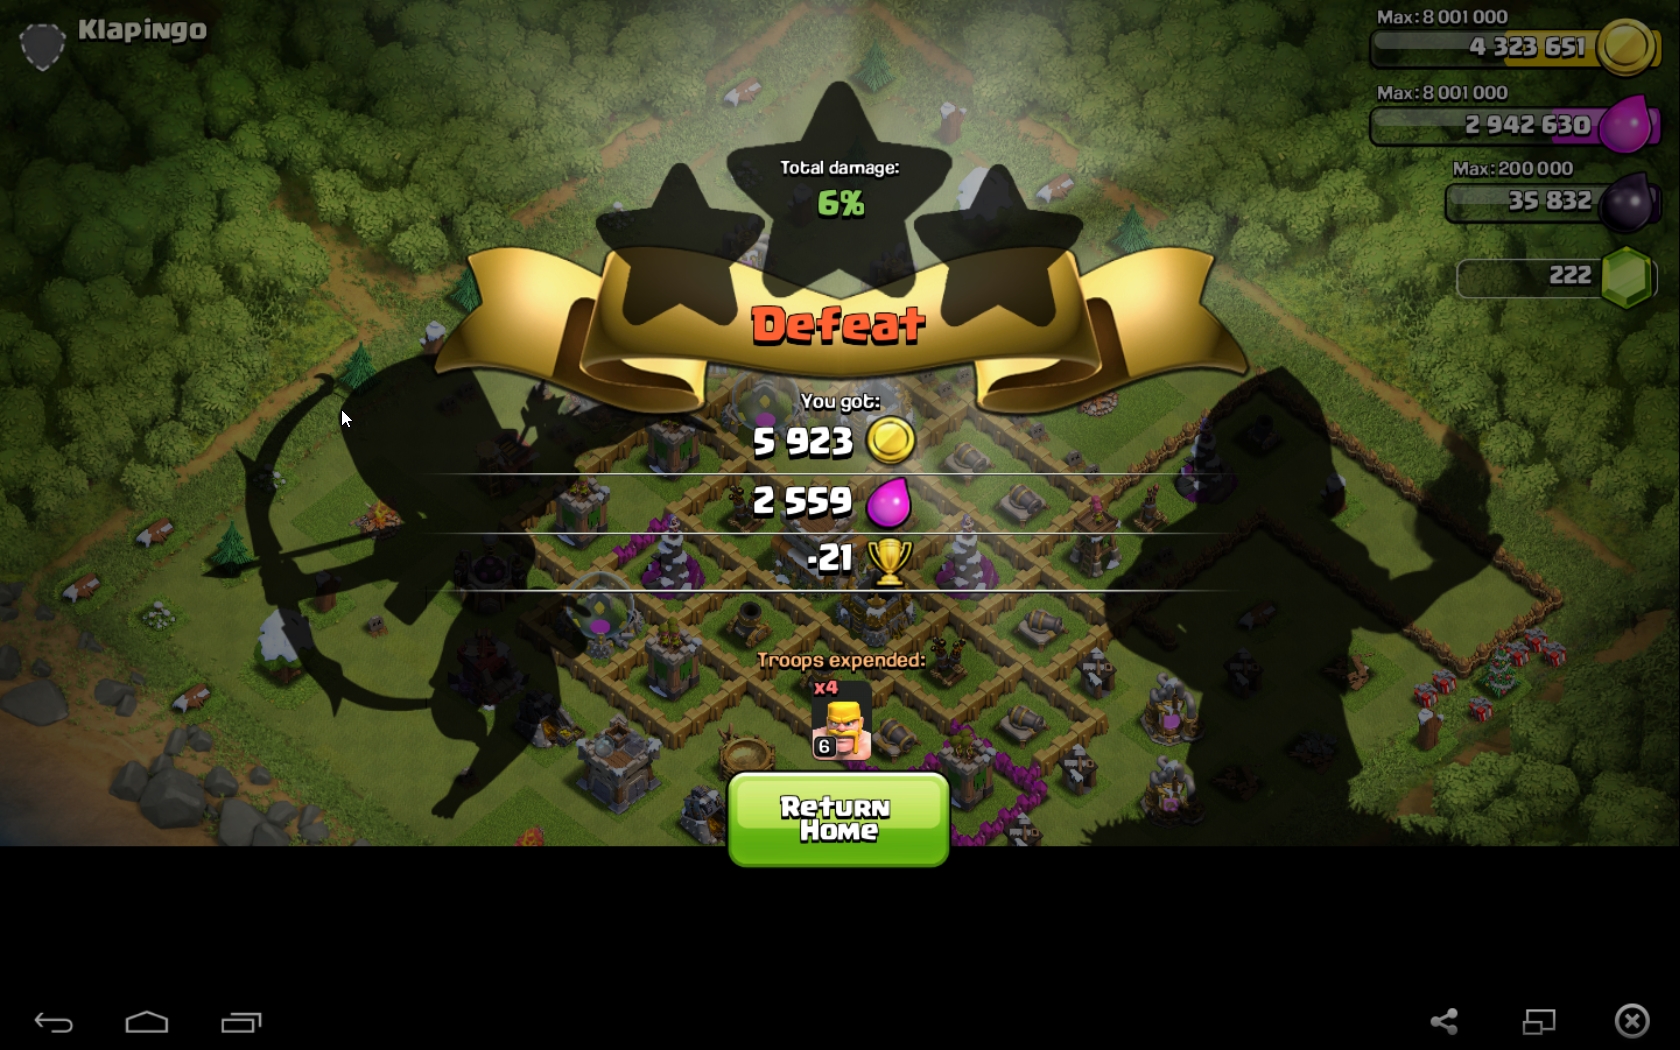 Klapingo
Max: 8 001 000
4 323 651
Max: 8 001 000
2 942 630
Max: 200 000
35 832
222
Total damage:
6%
Defeat
You got:
5 923
2 559
-21
Troops expended:
x4
6
Return
Home